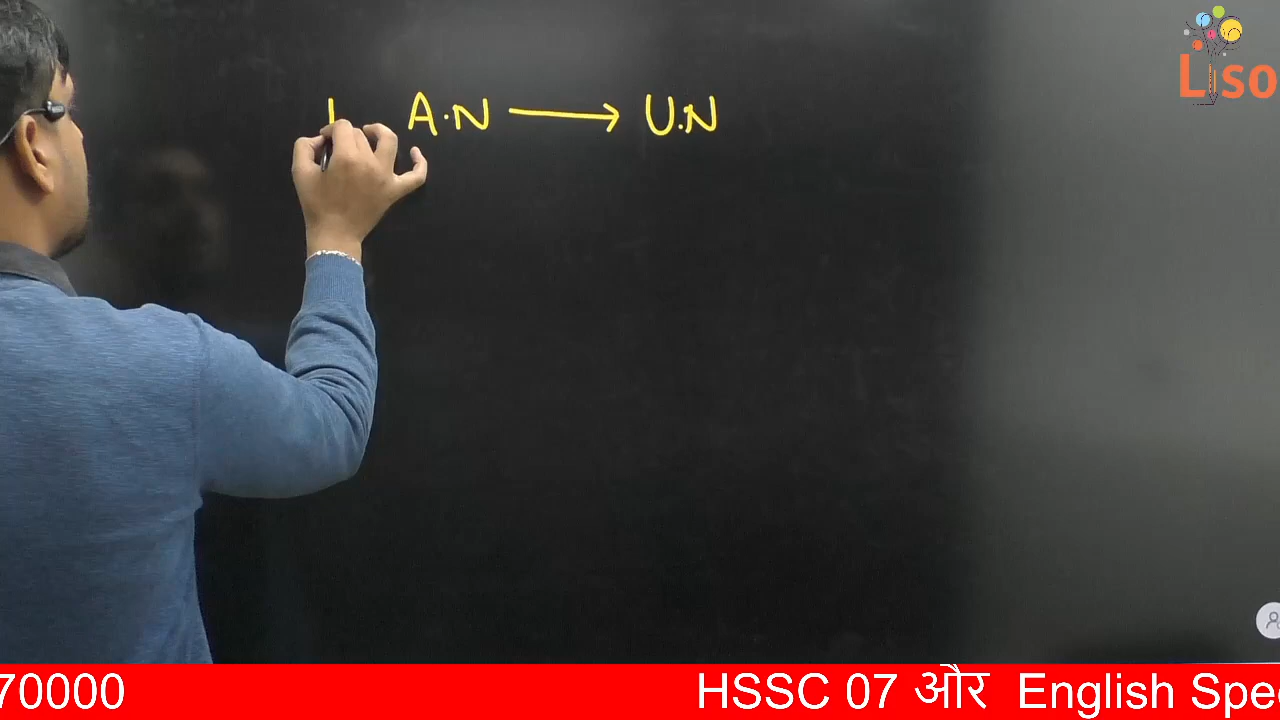 Liso
A.N → U.N
70000 HSSC 07 और English Spe